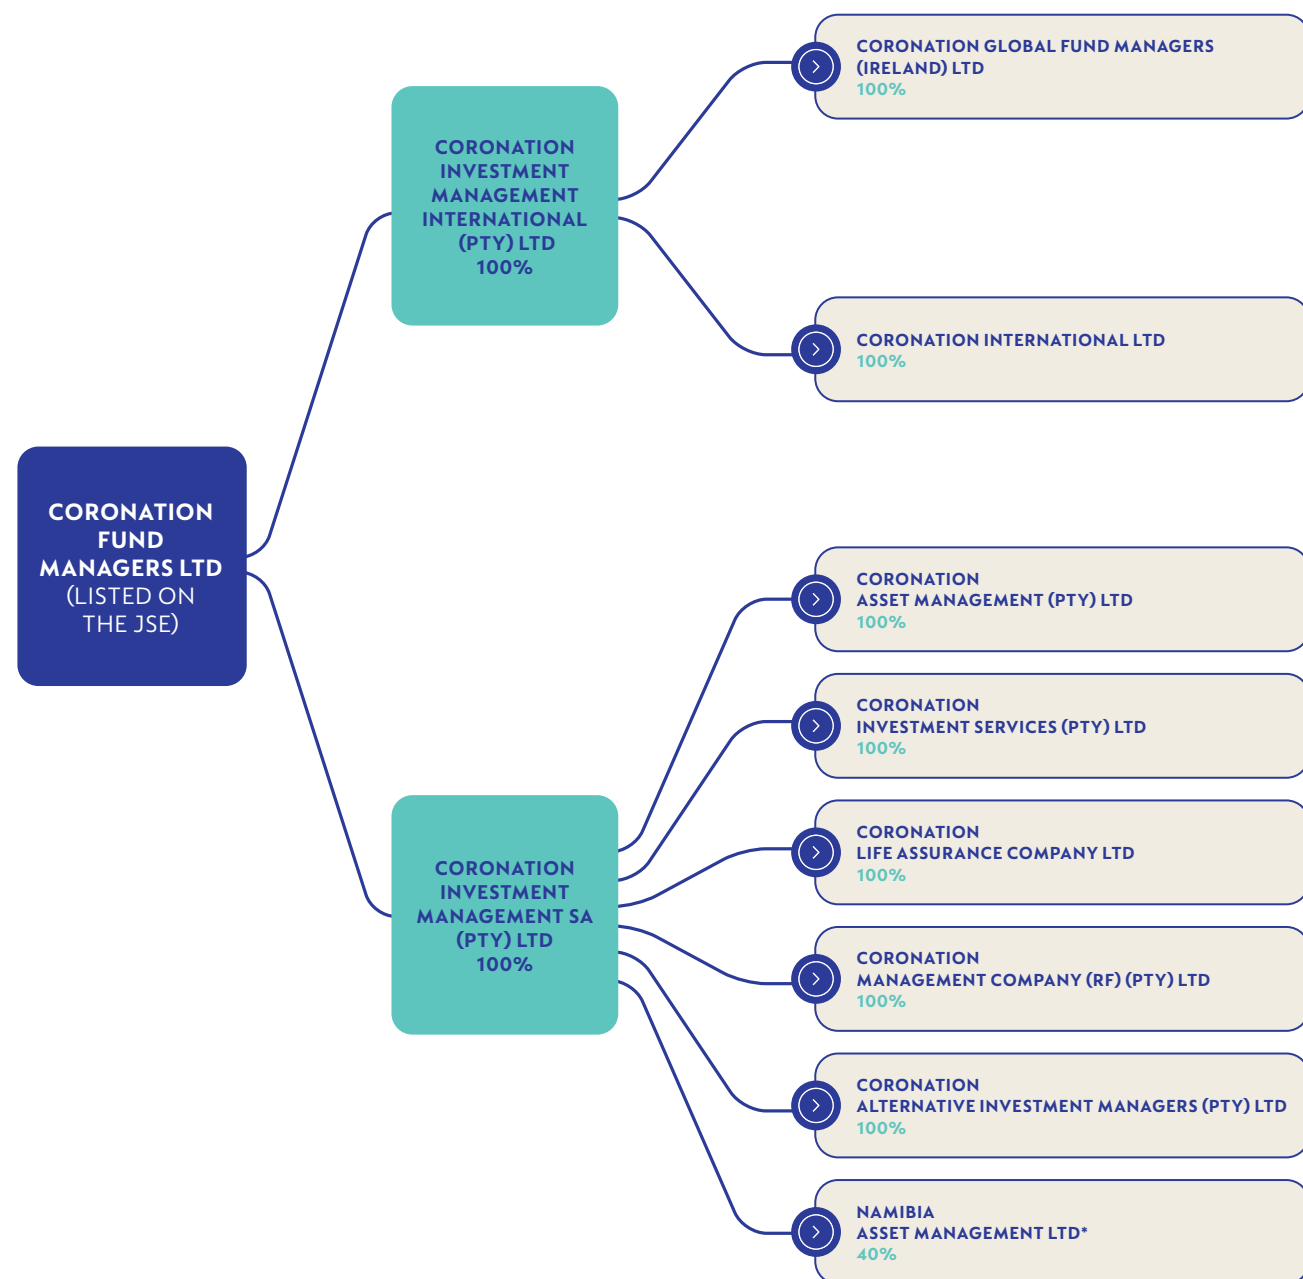 CORONATION
FUND
MANAGERS LTD
(LISTED ON
THE JSE)
CORONATION
INVESTMENT
MANAGEMENT
INTERNATIONAL
(PTY) LTD
100%
CORONATION GLOBAL FUND MANAGERS
(IRELAND) LTD
100%
CORONATION INTERNATIONAL LTD
100%
CORONATION
INVESTMENT
MANAGEMENT SA
(PTY) LTD
100%
CORONATION
ASSET MANAGEMENT (PTY) LTD
100%
CORONATION
INVESTMENT SERVICES (PTY) LTD
100%
CORONATION
LIFE ASSURANCE COMPANY LTD
100%
CORONATION
MANAGEMENT COMPANY (RF) (PTY) LTD
100%
CORONATION
ALTERNATIVE INVESTMENT MANAGERS (PTY) LTD
100%
NAMIBIA
ASSET MANAGEMENT LTD*
40%